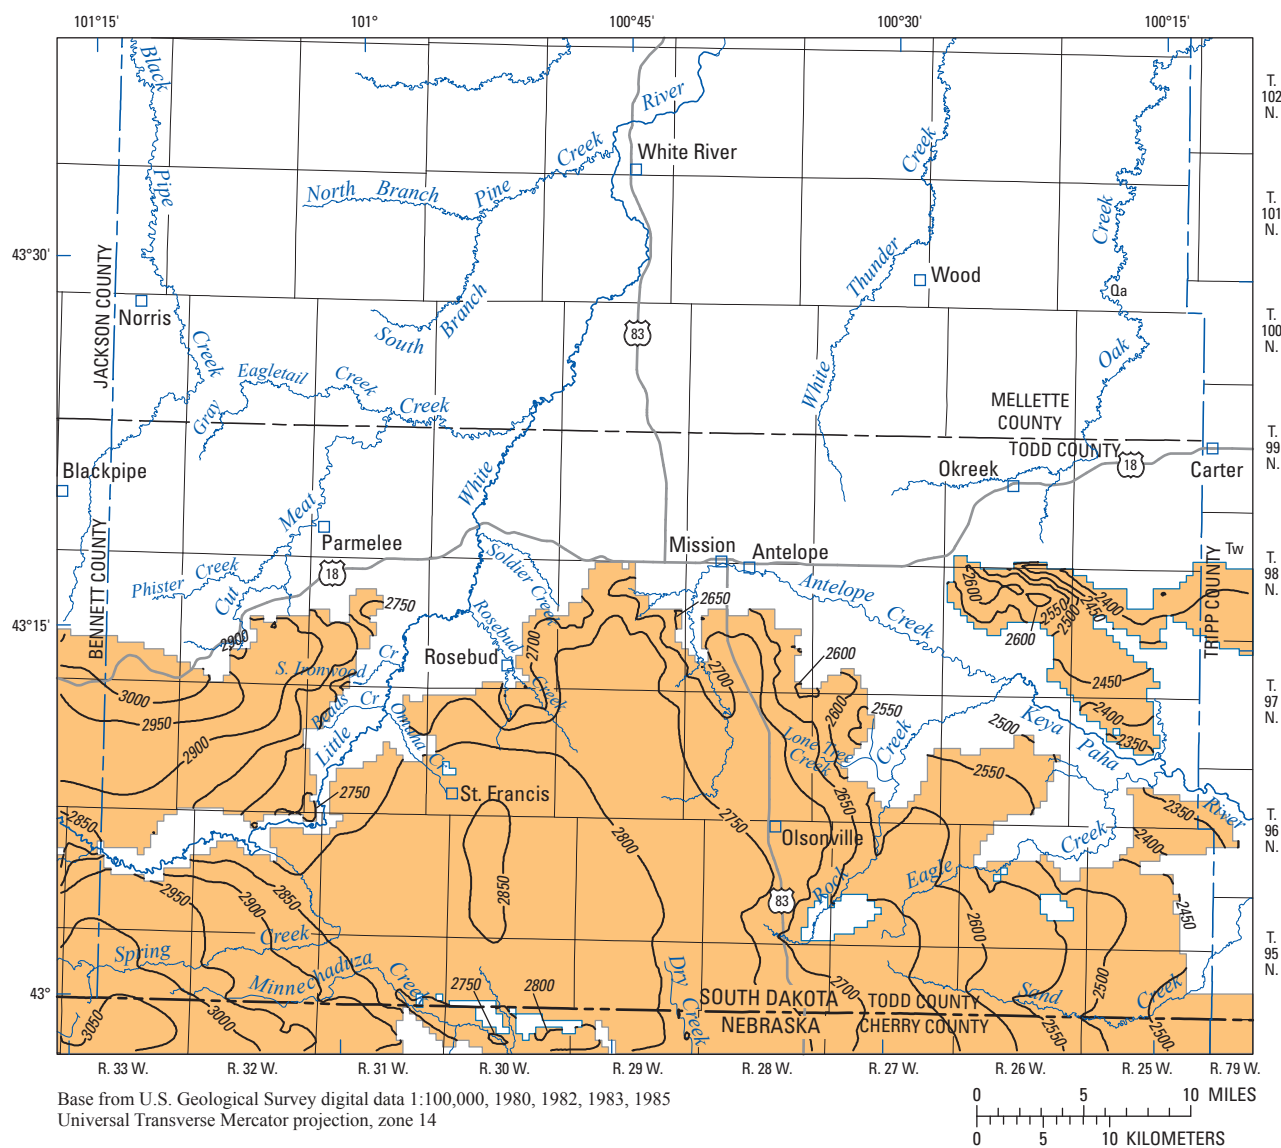 101°15' 101° 100°45' 100°30' 100°15'
T. 102 N.
T. 101 N.
T. 100 N.
T. 99 N.
T. 98 N.
T. 97 N.
T. 96 N.
T. 95 N.
43°30'
43°15'
43°
Black Pipe Creek
River
White River
Creek
North Branch Pine
South Branch
Creek
Thunder
White
Wood
Creek
Oak
Qa
JACKSON COUNTY
Norris
83
Eagletail Creek
Gray
Creek
MELLETTE COUNTY
TODD COUNTY
18
Carter
Okreek
Blackpipe
White
Meat
Cut
Parmelee
18
Phister Creek
BENNETT COUNTY
Soldier Creek
Rosebud Creek
Mission
Antelope
Antelope Creek
TRIPP COUNTY
Tw
2600
2550
2500
2450
2400
2600
2750
2650
2900
2700
2700
2600
2600
2550
2450
2400
2350
S. Ironwood Cr
Rosebud
Beads Cr
Omaha Cr
Little
3000
2950
2900
2500
Keya Paha River
Lone Tree Creek
Creek
2550
2750
St. Francis
2800
2750
2650
2350
2400
2850
Olsonville
Rock
Eagle Creek
2950
2900
2850
2850
83
2600
2450
Spring Creek
Minnechaduza Creek
2750
2800
Dry Creek
SOUTH DAKOTA
NEBRASKA
2700
TODD COUNTY
CHERRY COUNTY
Sand Creek
2500
2550
2500
3050
3000
R. 33 W. R. 32 W. R. 31 W. R. 30 W. R. 29 W. R. 28 W. R. 27 W. R. 26 W. R. 25 W. R. 79 W.
Base from U.S. Geological Survey digital data 1:100,000, 1980, 1982, 1983, 1985
Universal Transverse Mercator projection, zone 14
0 5 10 MILES
0 5 10 KILOMETERS